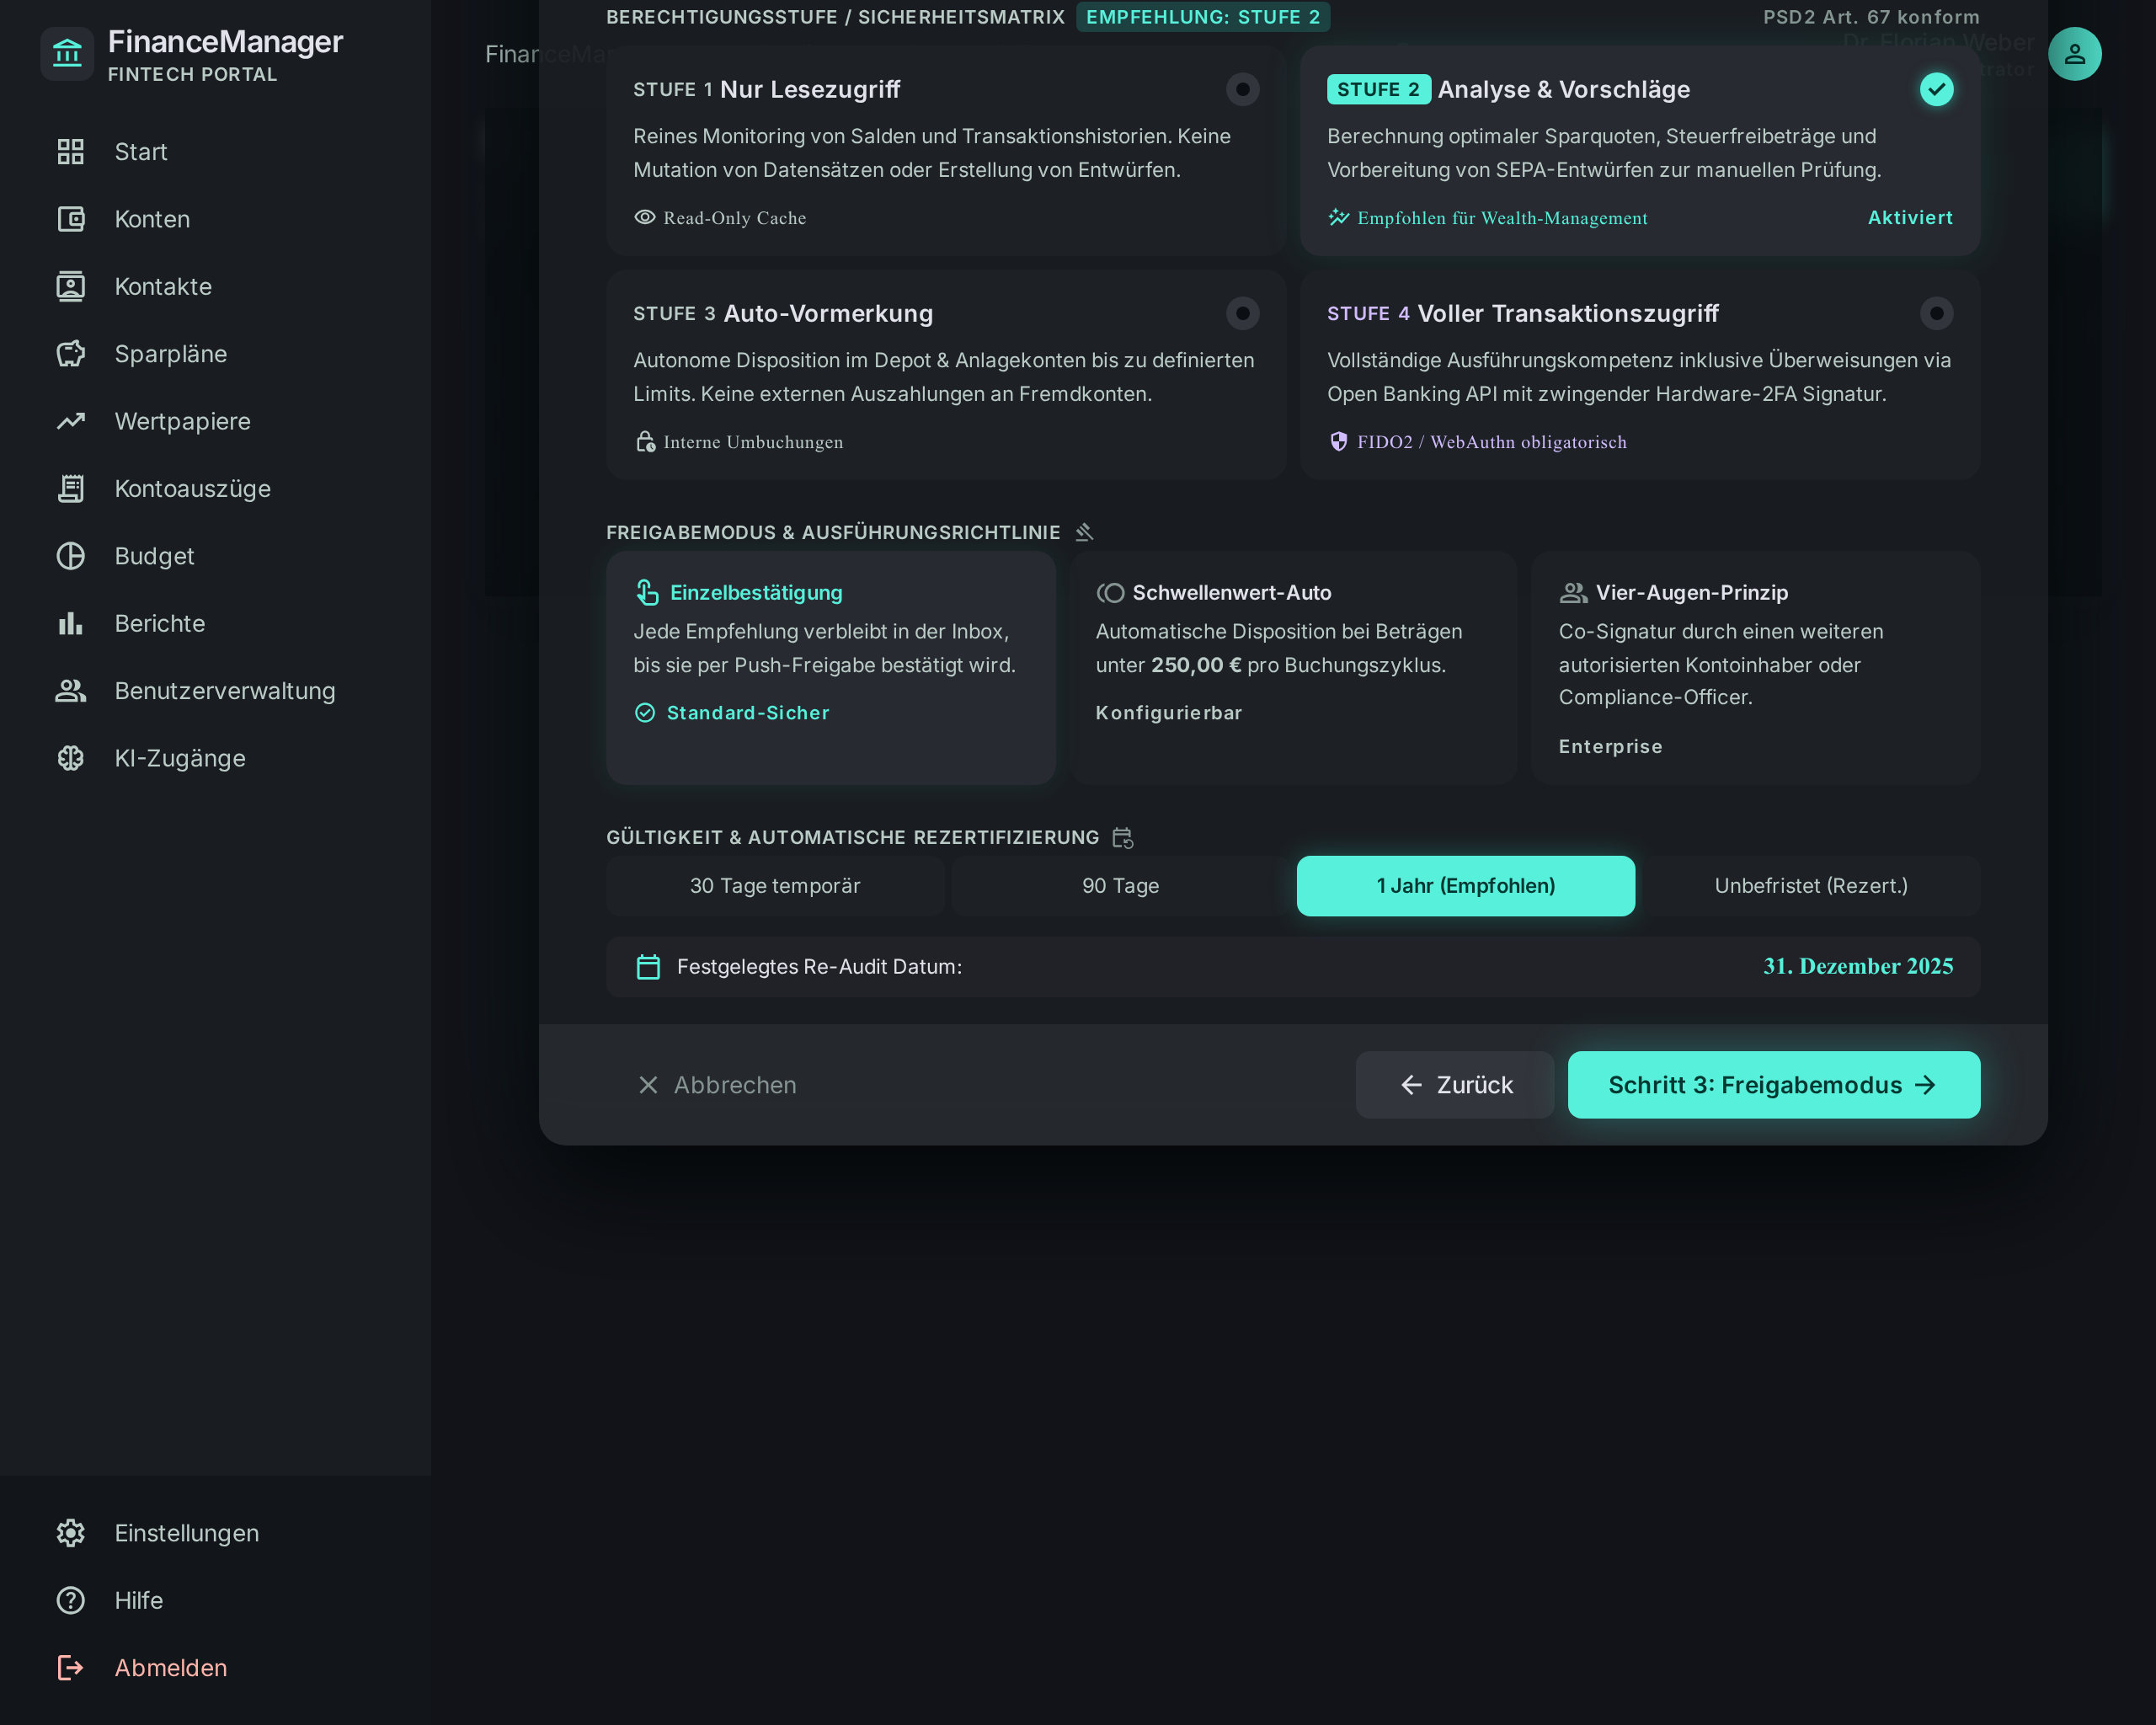 FinanceManager
FINTECH PORTAL
Start
Konten
Kontakte
Sparpläne
Wertpapiere
Kontoauszüge
Budget
Berichte
Benutzerverwaltung
KI-Zugänge
Einstellungen
Hilfe
Abmelden
FinanceMa
Dr. Florian Weber
BERECHTIGUNGSSTUFE / SICHERHEITSMATRIX EMPFEHLUNG: STUFE 2
PSD2 Art. 67 konform
STUFE 1 Nur Lesezugriff
Reines Monitoring von Salden und Transaktionshistorien. Keine
Mutation von Datensätzen oder Erstellung von Entwürfen.
Read-Only Cache
STUFE 2 Analyse & Vorschläge
Berechnung optimaler Sparquoten, Steuerfreibeträge und
Vorbereitung von SEPA-Entwürfen zur manuellen Prüfung.
Empfohlen für Wealth-Management
Aktiviert
STUFE 3 Auto-Vormerkung
Autonome Disposition im Depot & Anlagekonten bis zu definierten
Limits. Keine externen Auszahlungen an Fremdkonten.
Interne Umbuchungen
STUFE 4 Voller Transaktionszugriff
Vollständige Ausführungskompetenz inklusive Überweisungen via
Open Banking API mit zwingender Hardware-2FA Signatur.
FIDO2 / WebAuthn obligatorisch
FREIGABEMODUS & AUSFÜHRUNGSRICHTLINIE
Einzelbestätigung
Jede Empfehlung verbleibt in der Inbox,
bis sie per Push-Freigabe bestätigt wird.
Standard-Sicher
Schwellenwert-Auto
Automatische Disposition bei Beträgen
unter 250,00 € pro Buchungszyklus.
Konfigurierbar
Vier-Augen-Prinzip
Co-Signatur durch einen weiteren
autorisierten Kontoinhaber oder
Compliance-Officer.
Enterprise
GÜLTIGKEIT & AUTOMATISCHE REZERTIFIZIERUNG
30 Tage temporär
90 Tage
1 Jahr (Empfohlen)
Unbefristet (Rezert.)
Festgelegtes Re-Audit Datum:
31. Dezember 2025
Abbrechen
Zurück
Schritt 3: Freigabemodus